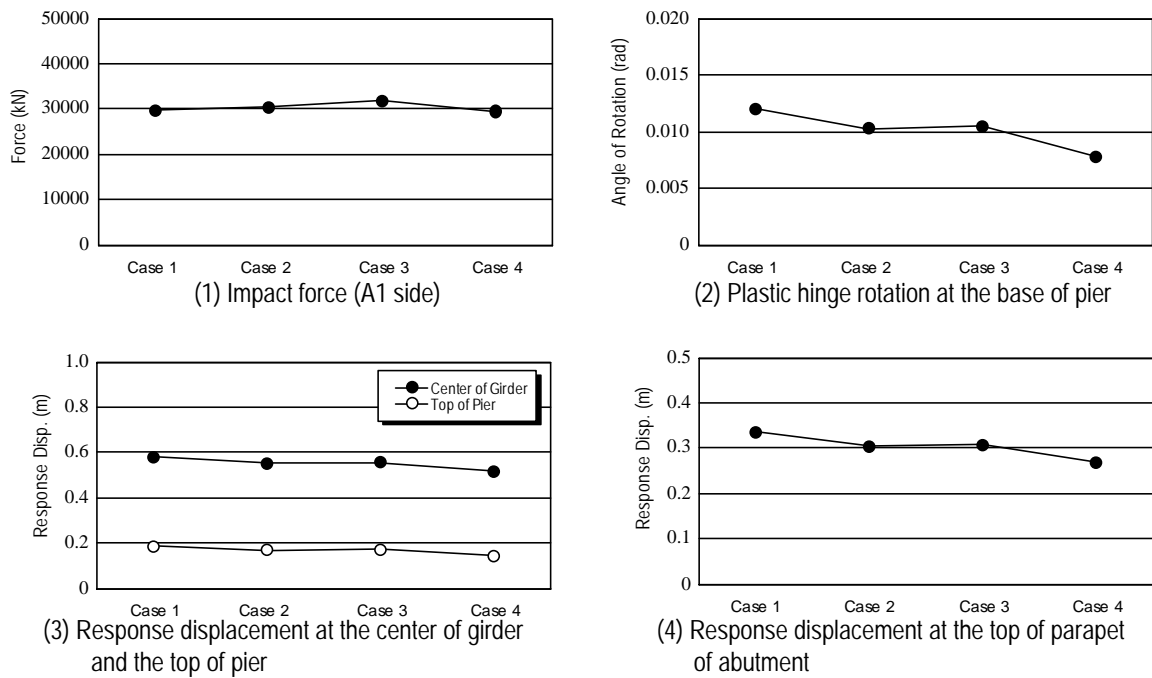 50000
40000
30000
20000
10000
0
Force (kN)
Case 1 Case 2 Case 3 Case 4
(1) Impact force (A1 side)
0.020
0.015
0.010
0.005
0
Angle of Rotation (rad)
Case 1 Case 2 Case 3 Case 4
(2) Plastic hinge rotation at the base of pier
1.0
0.8
0.6
0.4
0.2
0
Response Disp. (m)
Center of Girder
Top of Pier
Case 1 Case 2 Case 3 Case 4
(3) Response displacement at the center of girder
and the top of pier
0.5
0.4
0.3
0.2
0.1
0
Response Disp. (m)
Case 1 Case 2 Case 3 Case 4
(4) Response displacement at the top of parapet
of abutment